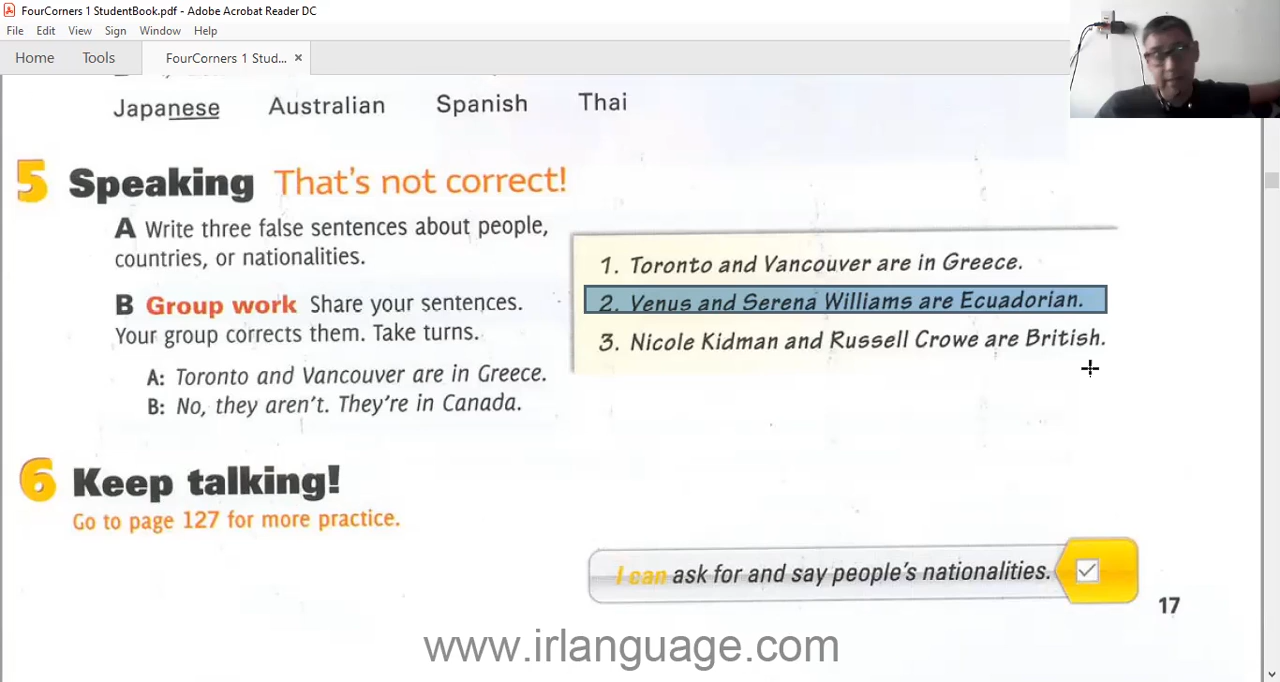 FourCorners 1 StudentBook.pdf - Adobe Acrobat Reader DC
File Edit View Sign Window Help
Home Tools FourCorners 1 Stud... ×
Japanese Australian Spanish Thai
5 Speaking That's not correct!
A Write three false sentences about people,
countries, or nationalities.
B Group work Share your sentences.
Your group corrects them. Take turns.
A: Toronto and Vancouver are in Greece.
B: No, they aren't. They're in Canada.
1. Toronto and Vancouver are in Greece.
2. Venus and Serena Williams are Ecuadorian.
3. Nicole Kidman and Russell Crowe are British.
6 Keep talking!
Go to page 127 for more practice.
I can ask for and say people's nationalities.
17
www.irlanguage.com